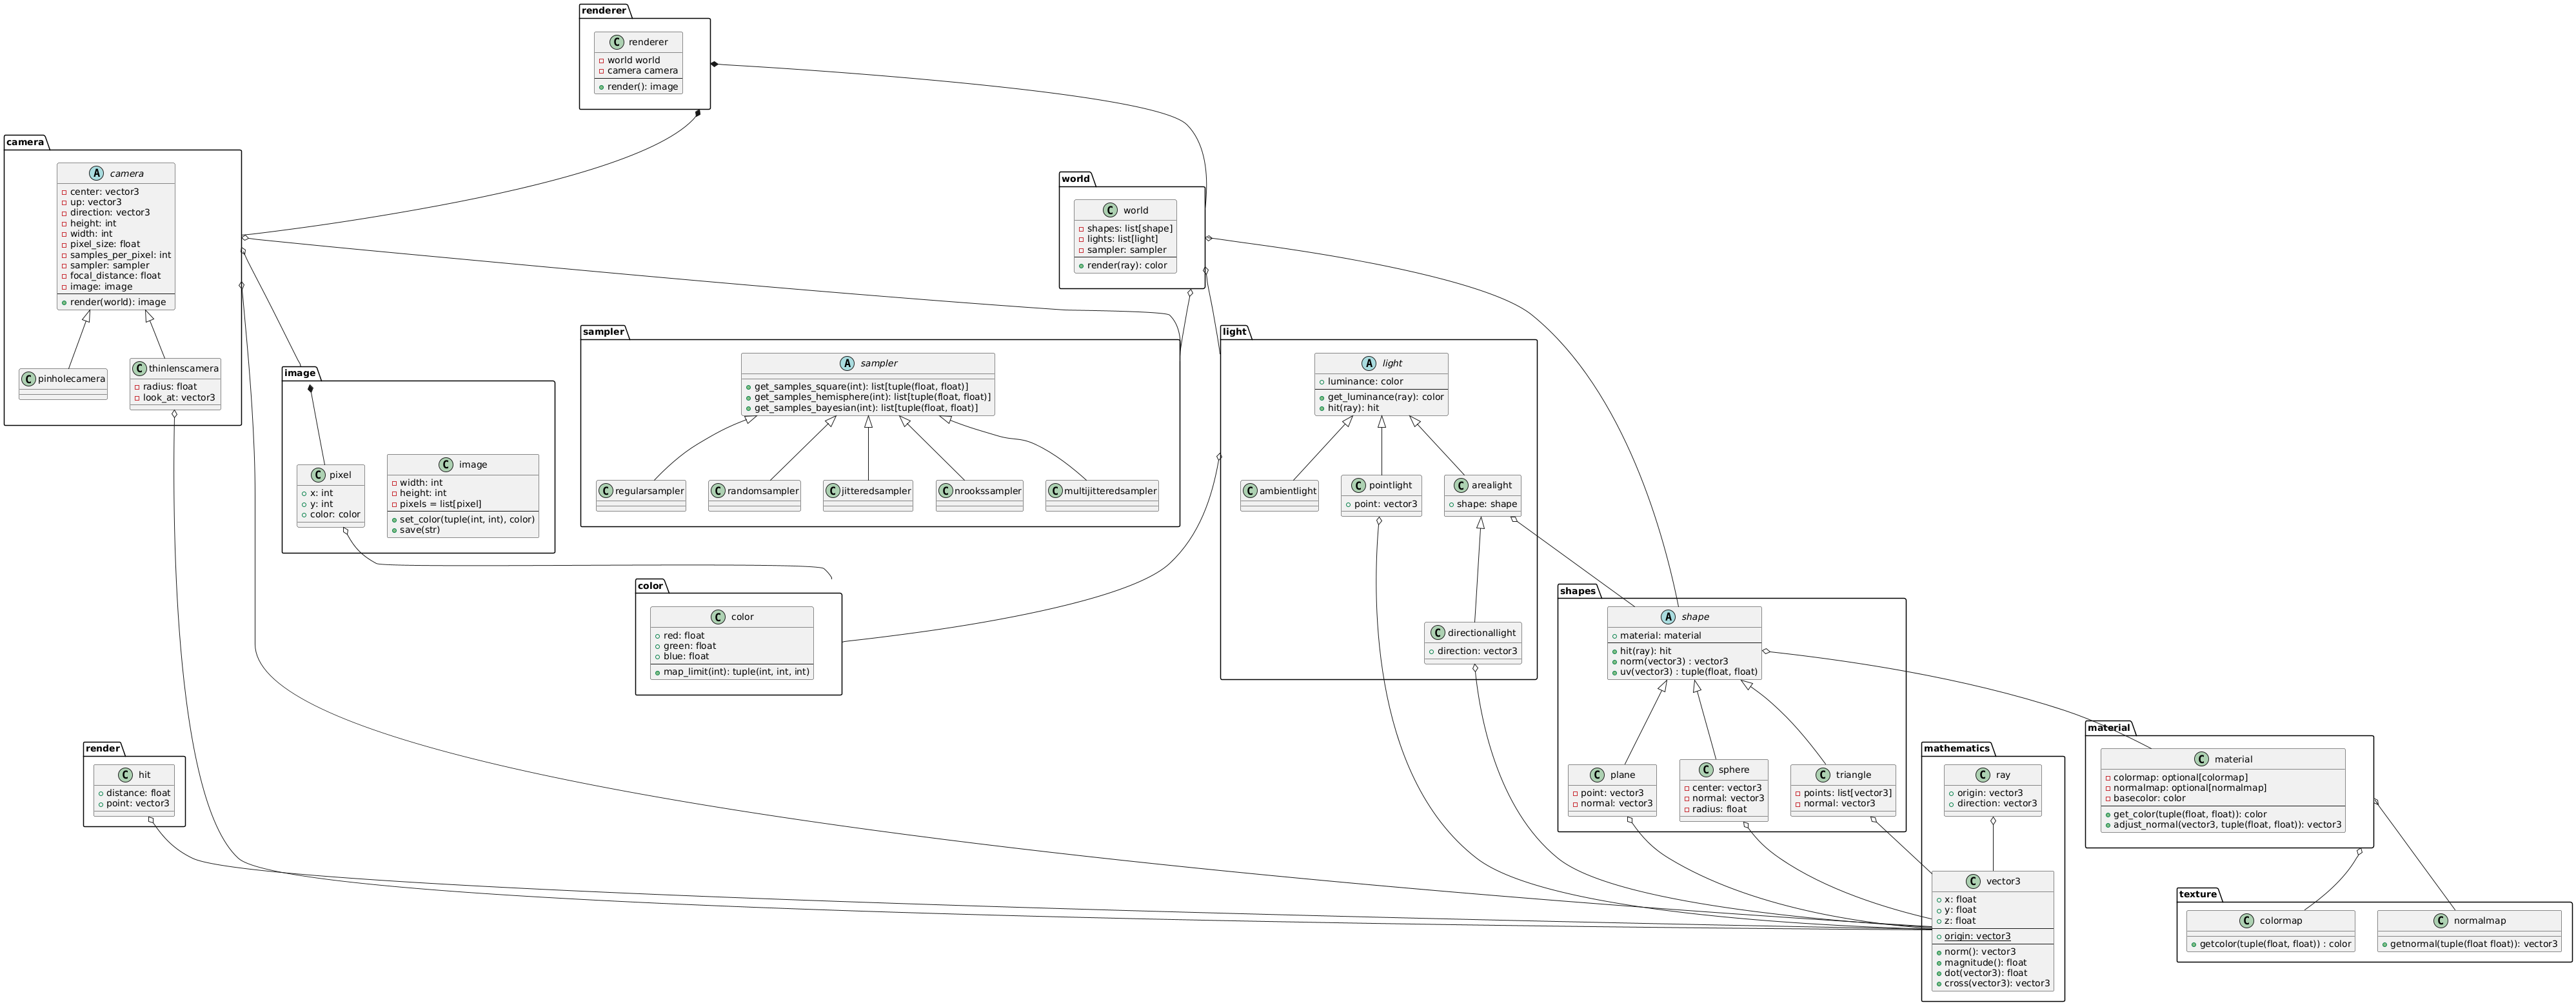 renderer
C renderer
world world
camera camera
render(): image
camera
A camera
center: vector3
up: vector3
direction: vector3
height: int
width: int
pixel_size: float
samples_per_pixel: int
sampler: sampler
focal_distance: float
image: image
render(world): image
C pinholecamera
C thinlenscamera
radius: float
look_at: vector3
world
C world
shapes: list[shape]
lights: list[light]
sampler: sampler
render(ray): color
image
C pixel
x: int
y: int
color: color
C image
width: int
height: int
pixels = list[pixel]
set_color(tuple(int, int), color)
save(str)
sampler
A sampler
get_samples_square(int): list[tuple(float, float)]
get_samples_hemisphere(int): list[tuple(float, float)]
get_samples_bayesian(int): list[tuple(float, float)]
C regularsampler
C randomsampler
C jitteredsampler
C nrookssampler
C multijitteredsampler
light
A light
luminance: color
get_luminance(ray): color
hit(ray): hit
C ambientlight
C pointlight
point: vector3
C arealight
shape: shape
C directionallight
direction: vector3
color
C color
red: float
green: float
blue: float
map_limit(int): tuple(int, int, int)
shapes
A shape
material: material
hit(ray): hit
norm(vector3) : vector3
uv(vector3) : tuple(float, float)
C plane
point: vector3
normal: vector3
C sphere
center: vector3
normal: vector3
radius: float
C triangle
points: list[vector3]
normal: vector3
render
C hit
distance: float
point: vector3
mathematics
C ray
origin: vector3
direction: vector3
C vector3
x: float
y: float
z: float
origin: vector3
norm(): vector3
magnitude(): float
dot(vector3): float
cross(vector3): vector3
material
C material
colormap: optional[colormap]
normalmap: optional[normalmap]
basecolor: color
get_color(tuple(float, float)): color
adjust_normal(vector3, tuple(float, float)): vector3
texture
C colormap
getcolor(tuple(float, float)) : color
C normalmap
getnormal(tuple(float float)): vector3